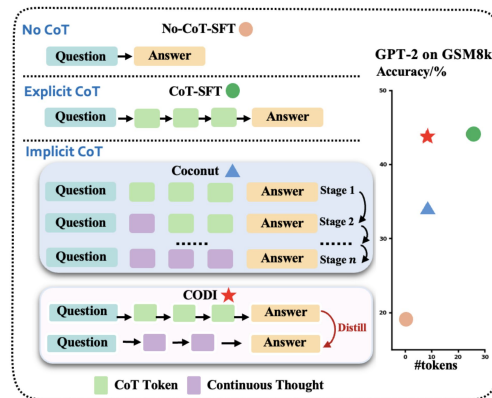 No CoT
No-CoT-SFT
Question
Answer
Explicit CoT
CoT-SFT
Question
Answer
Implicit CoT
Coconut
Question
Answer
Stage 1
Question
Answer
Stage 2
......
......
Question
Answer
Stage n
CODI
Question
Answer
Distill
Question
Answer
CoT Token
Continuous Thought
GPT-2 on GSM8k
Accuracy/%
50
40
30
20
10
0
10
20
30
#tokens